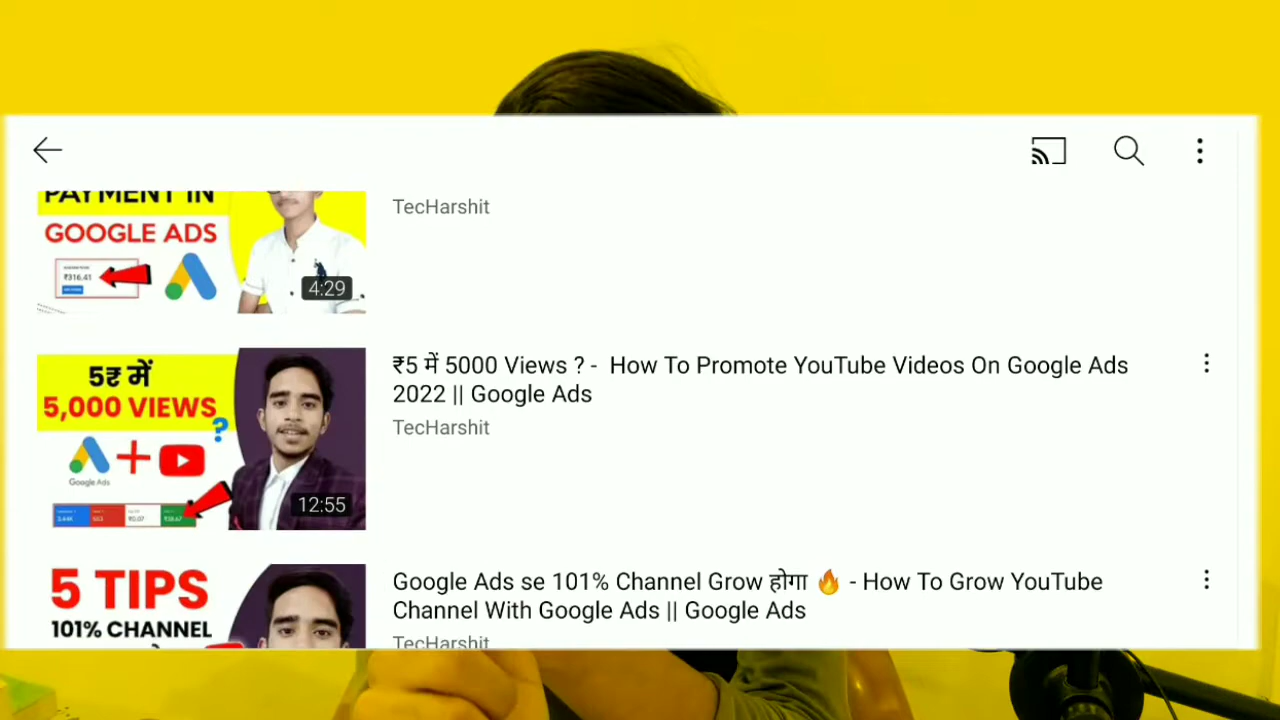 PAYMENT IN
GOOGLE ADS
₹316.41
4:29
TecHarshit
5₹ में
5,000 VIEWS
?
Google Ads
12:55
₹5 में 5000 Views ? - How To Promote YouTube Videos On Google Ads
2022 || Google Ads
TecHarshit
5 TIPS
101% CHANNEL
Google Ads se 101% Channel Grow होगा 🔥 - How To Grow YouTube
Channel With Google Ads || Google Ads
TecHarshit